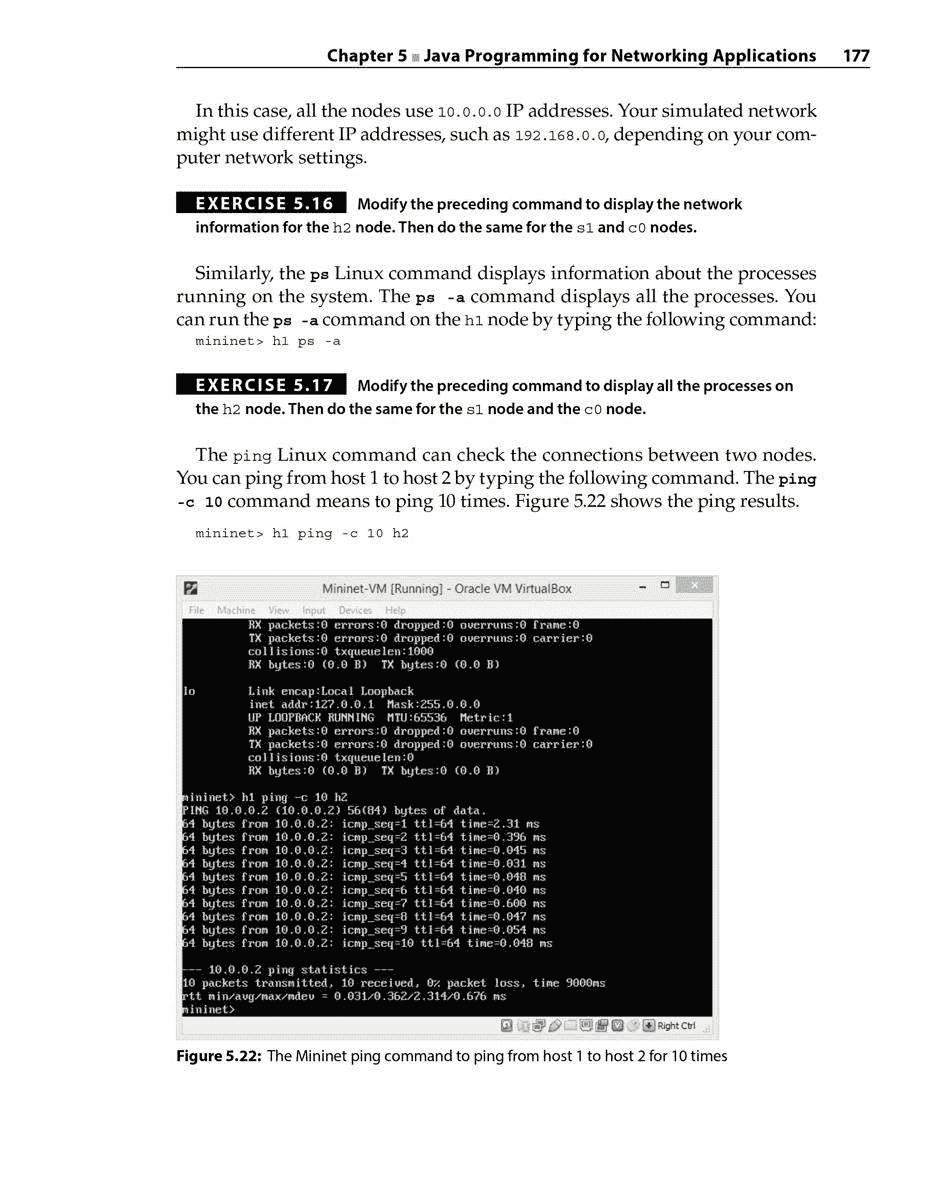 Chapter 5 ■ Java Programming for Networking Applications 177
In this case, all the nodes use 10.0.0.0 IP addresses. Your simulated network
might use different IP addresses, such as 192.168.0.0, depending on your com-
puter network settings.
EXERCISE 5.16 Modify the preceding command to display the network
information for the h2 node. Then do the same for the s1 and c0 nodes.
Similarly, the ps Linux command displays information about the processes
running on the system. The ps -a command displays all the processes. You
can run the ps -a command on the h1 node by typing the following command:
mininet> h1 ps -a
EXERCISE 5.17 Modify the preceding command to display all the processes on
the h2 node. Then do the same for the s1 node and the c0 node.
The ping Linux command can check the connections between two nodes.
You can ping from host 1 to host 2 by typing the following command. The ping
-c 10 command means to ping 10 times. Figure 5.22 shows the ping results.
mininet> h1 ping -c 10 h2
Mininet-VM [Running] - Oracle VM VirtualBox
File Machine View Input Devices Help
RX packets:0 errors:0 dropped:0 overruns:0 frame:0
TX packets:0 errors:0 dropped:0 overruns:0 carrier:0
collisions:0 txqueuelen:1000
RX bytes:0 (0.0 B) TX bytes:0 (0.0 B)
lo Link encap:Local Loopback
inet addr:127.0.0.1 Mask:255.0.0.0
UP LOOPBACK RUNNING MTU:65536 Metric:1
RX packets:0 errors:0 dropped:0 overruns:0 frame:0
TX packets:0 errors:0 dropped:0 overruns:0 carrier:0
collisions:0 txqueuelen:0
RX bytes:0 (0.0 B) TX bytes:0 (0.0 B)
mininet> h1 ping -c 10 h2
PING 10.0.0.2 (10.0.0.2) 56(84) bytes of data.
64 bytes from 10.0.0.2: icmp_seq=1 ttl=64 time=2.31 ms
64 bytes from 10.0.0.2: icmp_seq=2 ttl=64 time=0.396 ms
64 bytes from 10.0.0.2: icmp_seq=3 ttl=64 time=0.045 ms
64 bytes from 10.0.0.2: icmp_seq=4 ttl=64 time=0.031 ms
64 bytes from 10.0.0.2: icmp_seq=5 ttl=64 time=0.048 ms
64 bytes from 10.0.0.2: icmp_seq=6 ttl=64 time=0.040 ms
64 bytes from 10.0.0.2: icmp_seq=7 ttl=64 time=0.600 ms
64 bytes from 10.0.0.2: icmp_seq=8 ttl=64 time=0.047 ms
64 bytes from 10.0.0.2: icmp_seq=9 ttl=64 time=0.054 ms
64 bytes from 10.0.0.2: icmp_seq=10 ttl=64 time=0.048 ms
--- 10.0.0.2 ping statistics ---
10 packets transmitted, 10 received, 0% packet loss, time 9000ms
rtt min/avg/max/mdev = 0.031/0.362/2.314/0.676 ms
mininet>
Right Ctrl
Figure 5.22: The Mininet ping command to ping from host 1 to host 2 for 10 times